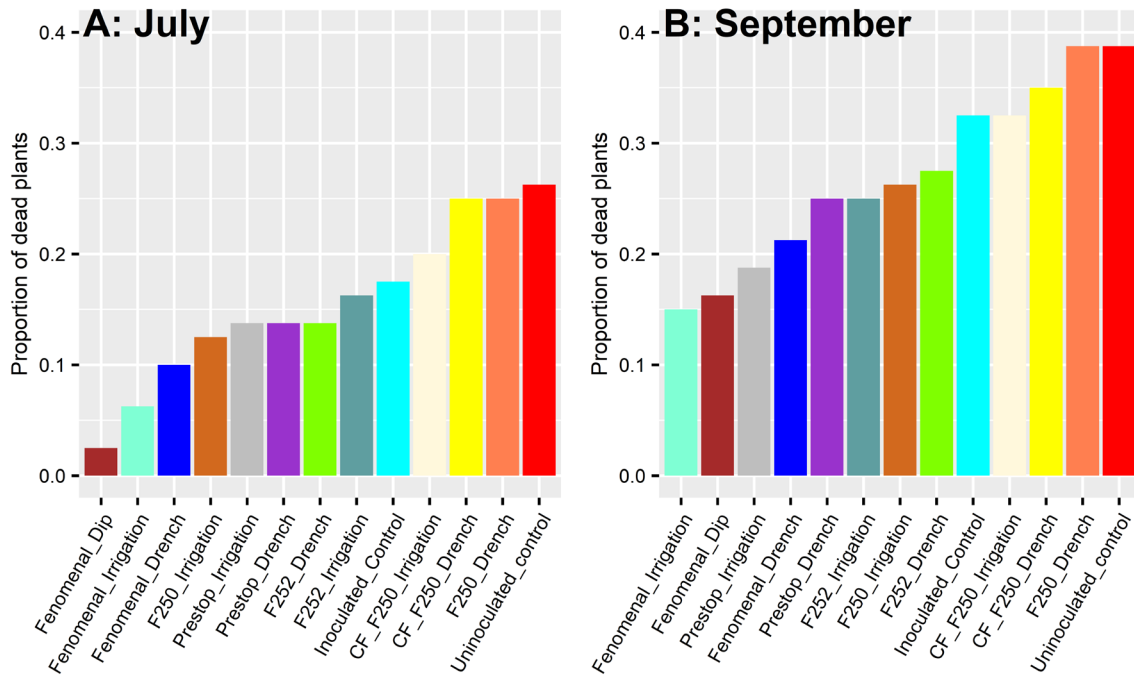 A: July
Proportion of dead plants
0.4
0.3
0.2
0.1
0.0
Fenomenal_Dip
Fenomenal_Irrigation
Fenomenal_Drench
F250_Irrigation
Prestop_Irrigation
Prestop_Drench
F252_Drench
F252_Irrigation
Inoculated_Control
CF_F250_Irrigation
CF_F250_Drench
F250_Drench
Uninoculated_control
B: September
Proportion of dead plants
0.4
0.3
0.2
0.1
0.0
Fenomenal_Irrigation
Fenomenal_Dip
Prestop_Irrigation
Fenomenal_Drench
Prestop_Drench
F252_Irrigation
F250_Irrigation
F252_Drench
Inoculated_Control
CF_F250_Irrigation
CF_F250_Drench
F250_Drench
Uninoculated_control